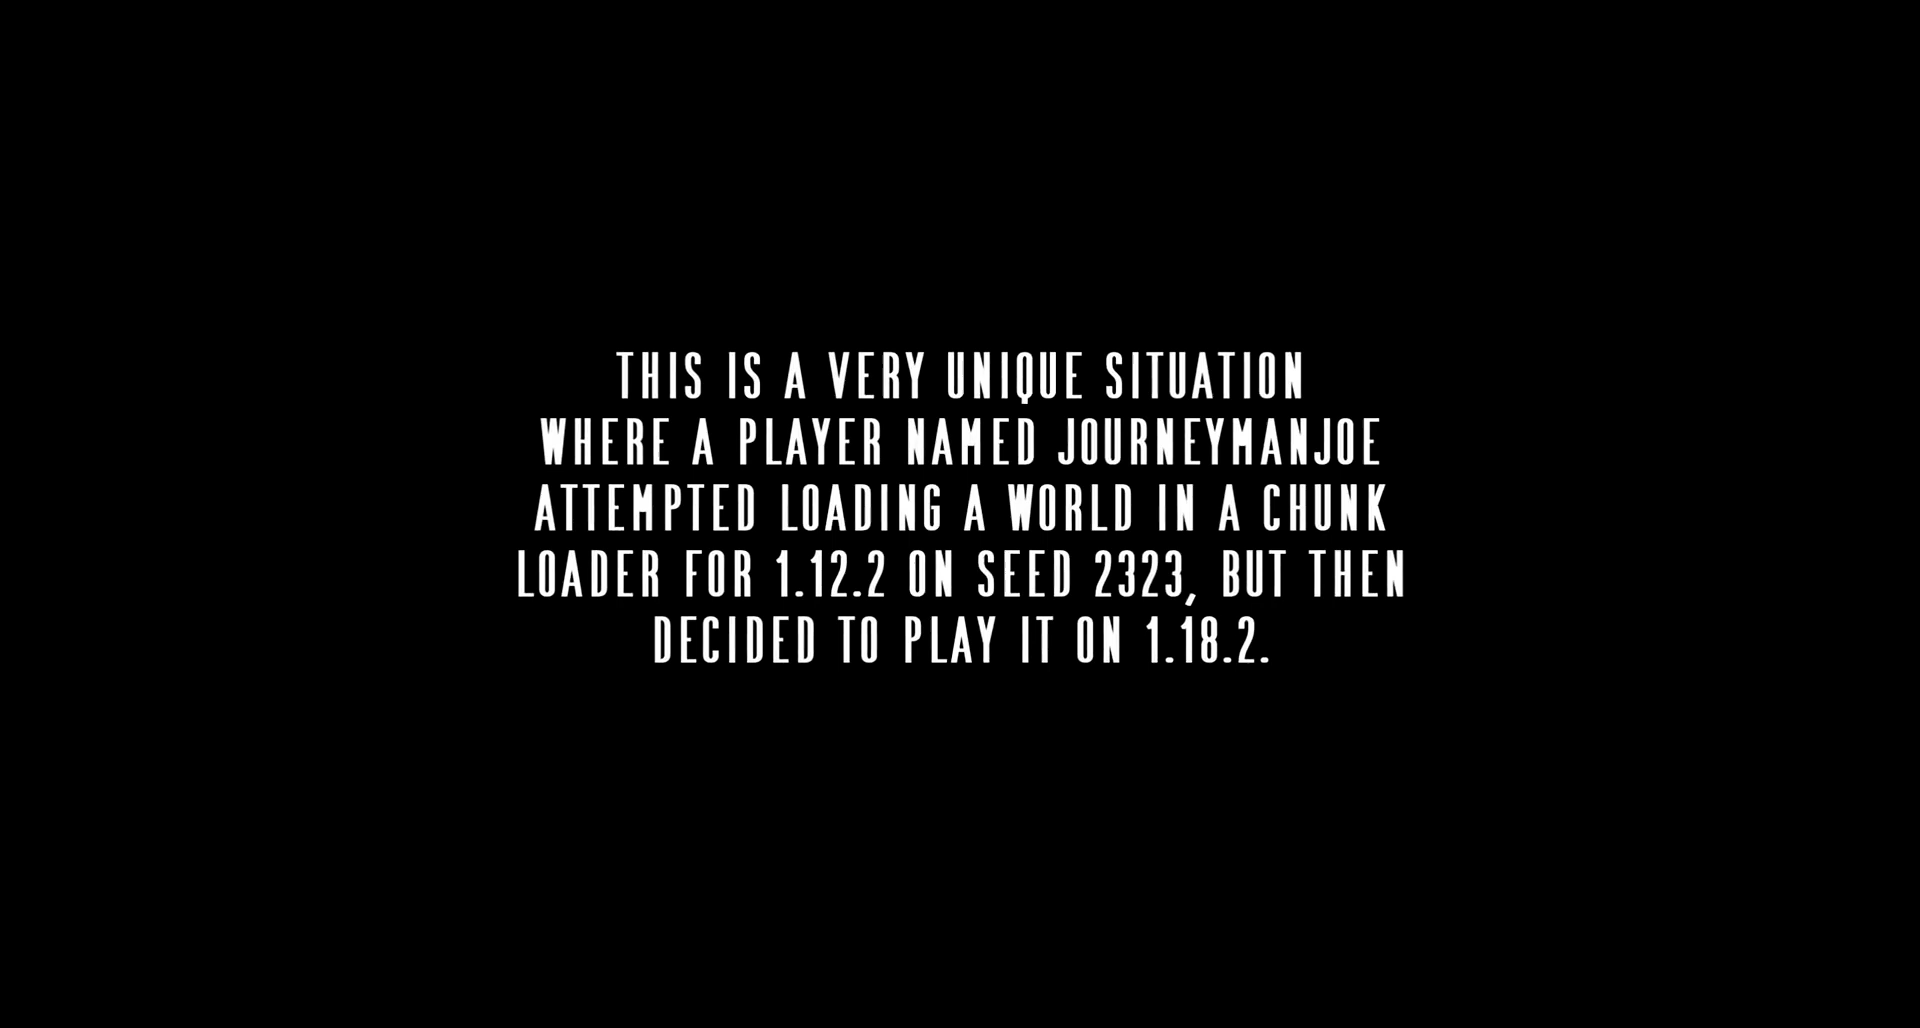 THIS IS A VERY UNIQUE SITUATION
WHERE A PLAYER NAMED JOURNEYMANJOE
ATTEMPTED LOADING A WORLD IN A CHUNK
LOADER FOR 1.12.2 ON SEED 2323, BUT THEN
DECIDED TO PLAY IT ON 1.18.2.